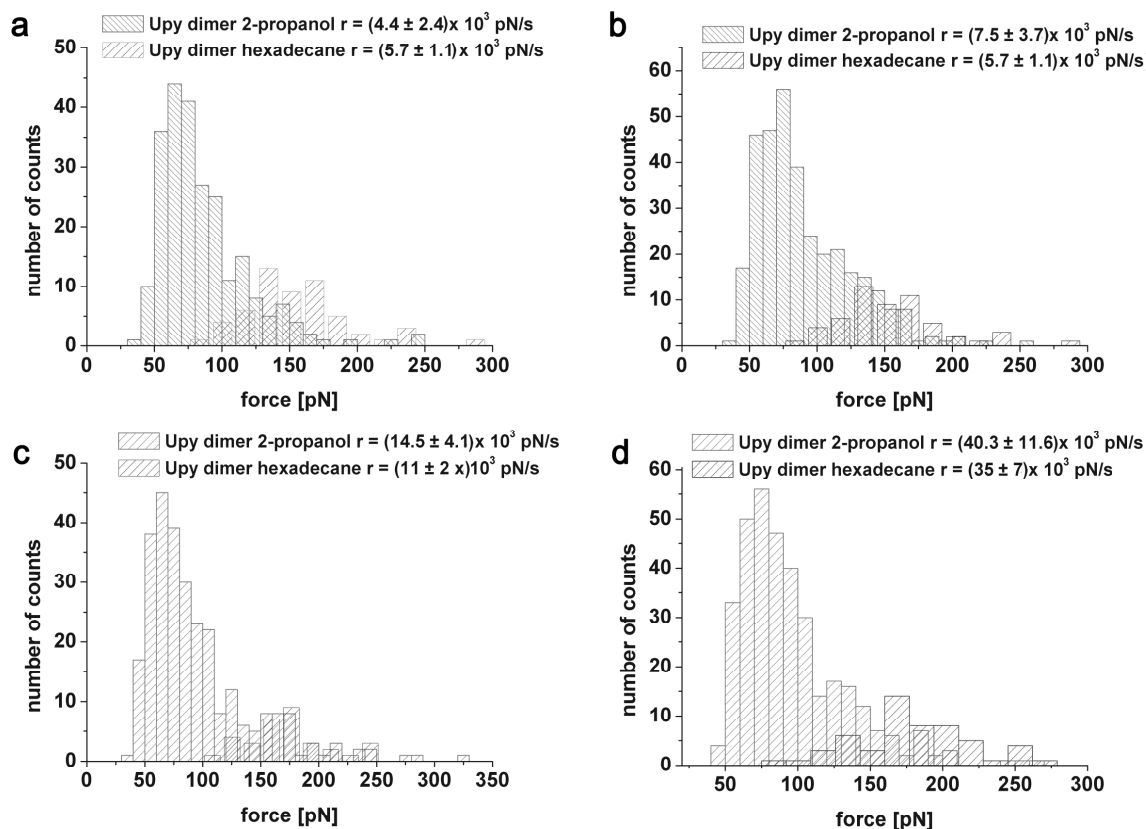 a
Upy dimer 2-propanol r = (4.4 ± 2.4)x 10³ pN/s
Upy dimer hexadecane r = (5.7 ± 1.1)x 10³ pN/s
50
40
30
20
10
0
number of counts
0 50 100 150 200 250 300
force [pN]
b
Upy dimer 2-propanol r = (7.5 ± 3.7)x 10³ pN/s
Upy dimer hexadecane r = (5.7 ± 1.1)x 10³ pN/s
60
50
40
30
20
10
0
number of counts
0 50 100 150 200 250 300
force [pN]
c
Upy dimer 2-propanol r = (14.5 ± 4.1)x 10³ pN/s
Upy dimer hexadecane r = (11 ± 2 x)10³ pN/s
50
40
30
20
10
0
number of counts
0 50 100 150 200 250 300 350
force [pN]
d
Upy dimer 2-propanol r = (40.3 ± 11.6)x 10³ pN/s
Upy dimer hexadecane r = (35 ± 7)x 10³ pN/s
60
50
40
30
20
10
0
number of counts
50 100 150 200 250 300
force [pN]